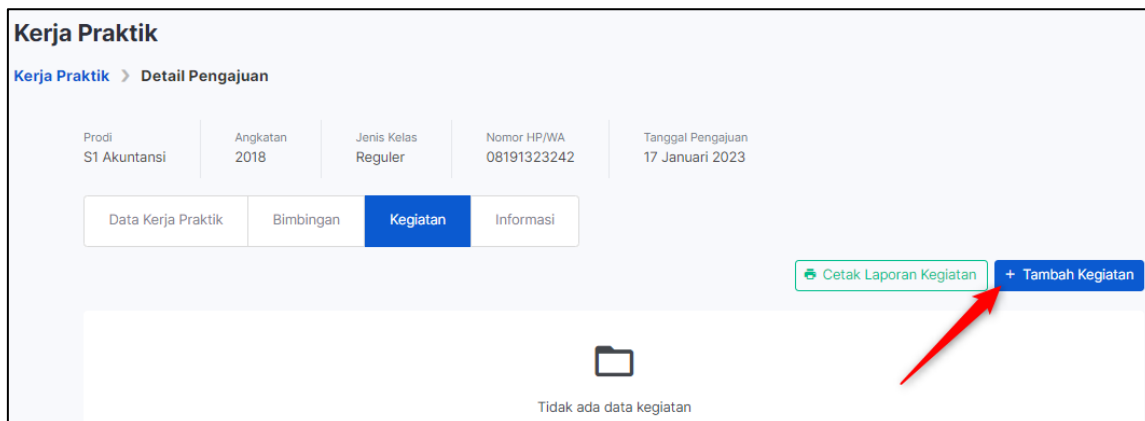 Kerja Praktik
Kerja Praktik > Detail Pengajuan
Prodi Angkatan Jenis Kelas Nomor HP/WA Tanggal Pengajuan
S1 Akuntansi 2018 Reguler 08191323242 17 Januari 2023
Data Kerja Praktik Bimbingan Kegiatan Informasi
Cetak Laporan Kegiatan + Tambah Kegiatan
Tidak ada data kegiatan